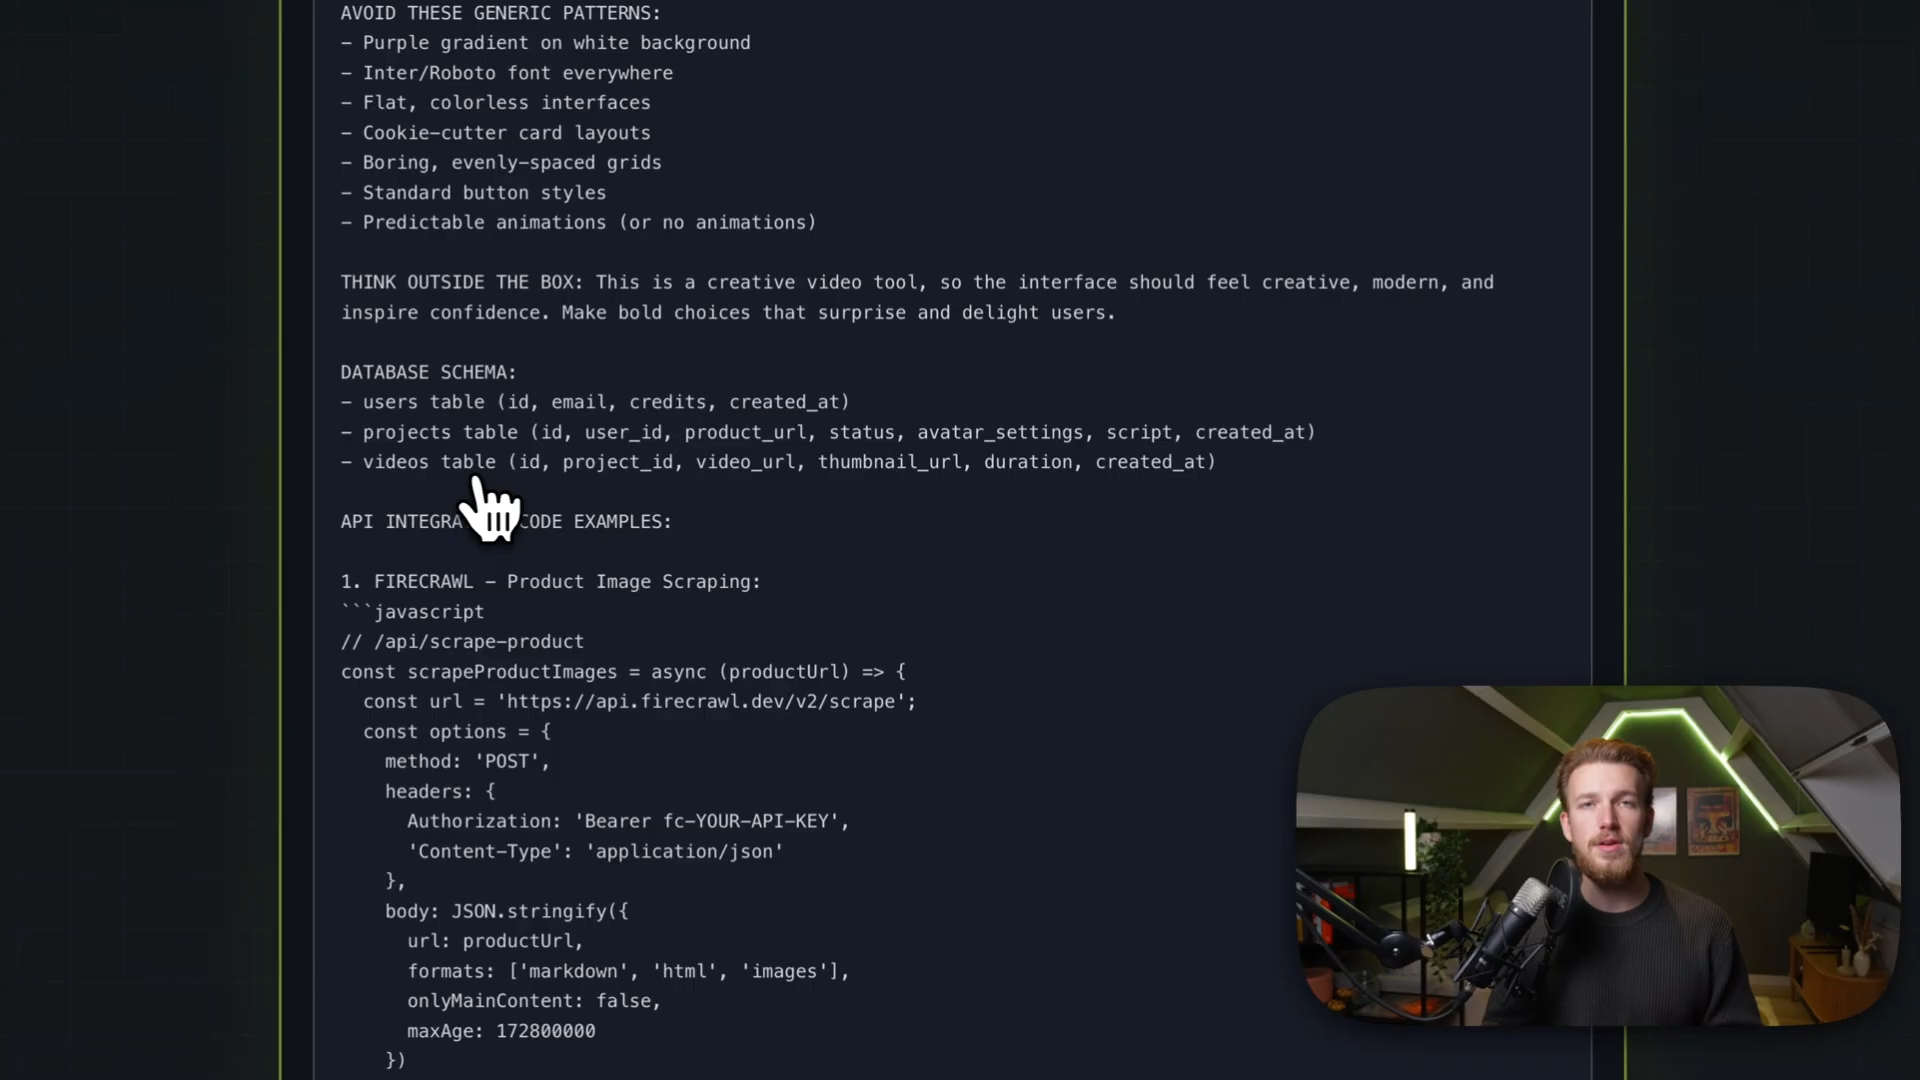 AVOID THESE GENERIC PATTERNS:
- Purple gradient on white background
- Inter/Roboto font everywhere
- Flat, colorless interfaces
- Cookie-cutter card layouts
- Boring, evenly-spaced grids
- Standard button styles
- Predictable animations (or no animations)
THINK OUTSIDE THE BOX: This is a creative video tool, so the interface should feel creative, modern, and
inspire confidence. Make bold choices that surprise and delight users.
DATABASE SCHEMA:
- users table (id, email, credits, created_at)
- projects table (id, user_id, product_url, status, avatar_settings, script, created_at)
- videos table (id, project_id, video_url, thumbnail_url, duration, created_at)
API INTEGRA CODE EXAMPLES:
1. FIRECRAWL - Product Image Scraping:
```javascript
// /api/scrape-product
const scrapeProductImages = async (productUrl) => {
const url = 'https://api.firecrawl.dev/v2/scrape';
const options = {
method: 'POST',
headers: {
Authorization: 'Bearer fc-YOUR-API-KEY',
'Content-Type': 'application/json'
},
body: JSON.stringify({
url: productUrl,
formats: ['markdown', 'html', 'images'],
onlyMainContent: false,
maxAge: 172800000
})